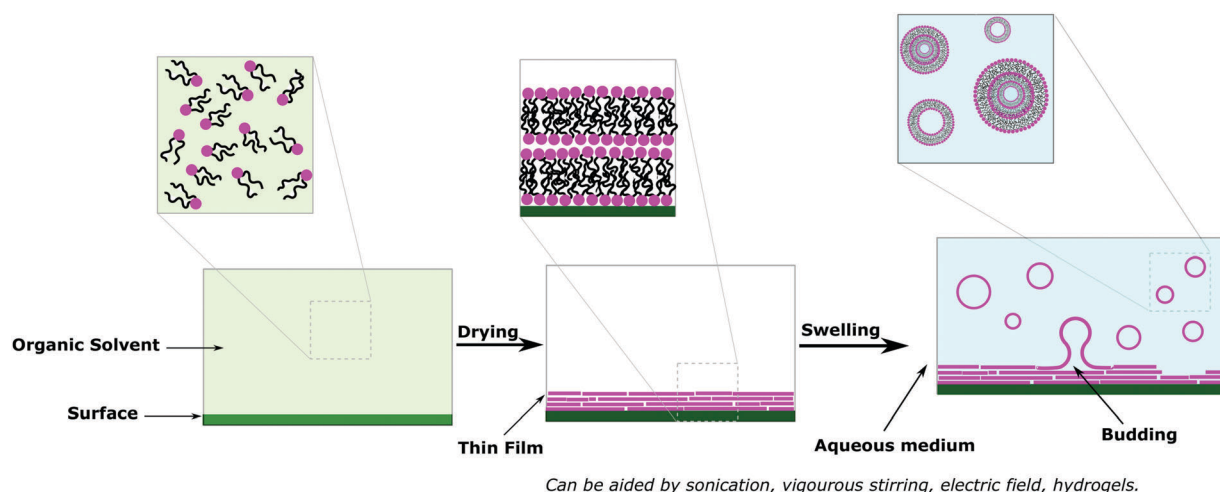 Organic Solvent
Surface
Drying
Thin Film
Swelling
Aqueous medium
Budding
Can be aided by sonication, vigourous stirring, electric field, hydrogels.